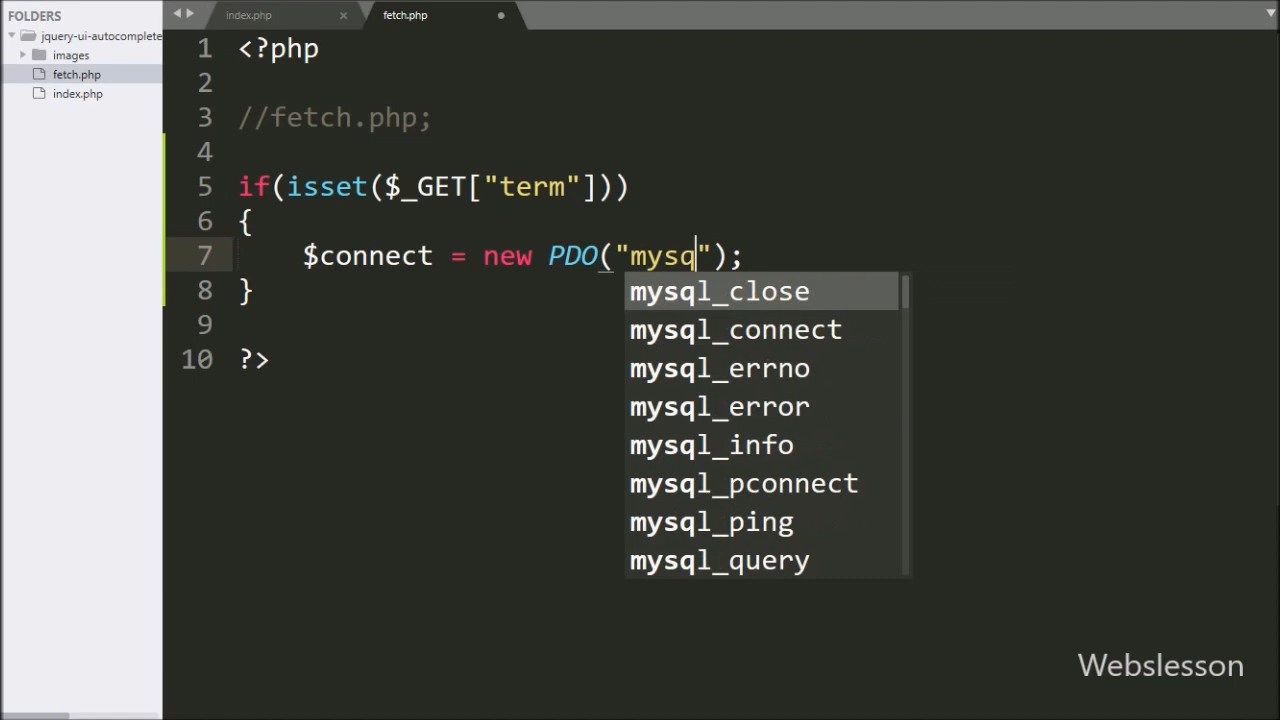 FOLDERS
jquery-ui-autocomplete
images
fetch.php
index.php
index.php
fetch.php
1 <?php
2
3 //fetch.php;
4
5 if(isset($_GET["term"]))
6 {
7 $connect = new PDO("mysq");
8 }
9
10 ?>
mysql_close
mysql_connect
mysql_errno
mysql_error
mysql_info
mysql_pconnect
mysql_ping
mysql_query
Webslesson